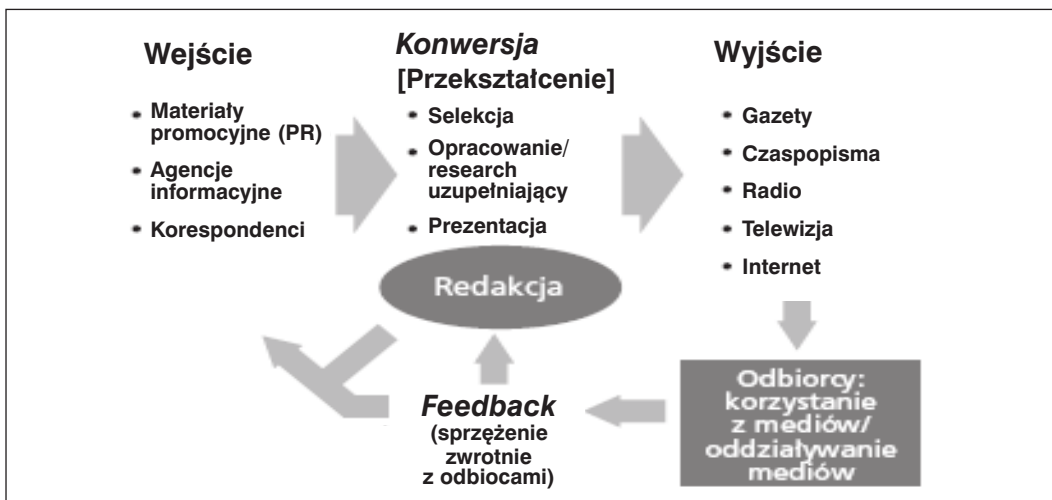 Wejście
• Materiały
promocyjne (PR)
• Agencje
informacyjne
• Korespondenci
Konwersja
[Przekształcenie]
• Selekcja
• Opracowanie/
research
uzupełniający
• Prezentacja
Redakcja
Wyjście
• Gazety
• Czaspopisma
• Radio
• Telewizja
• Internet
Odbiorcy:
korzystanie
z mediów/
oddziaływanie
mediów
Feedback
(sprzężenie
zwrotnie
z odbiocami)